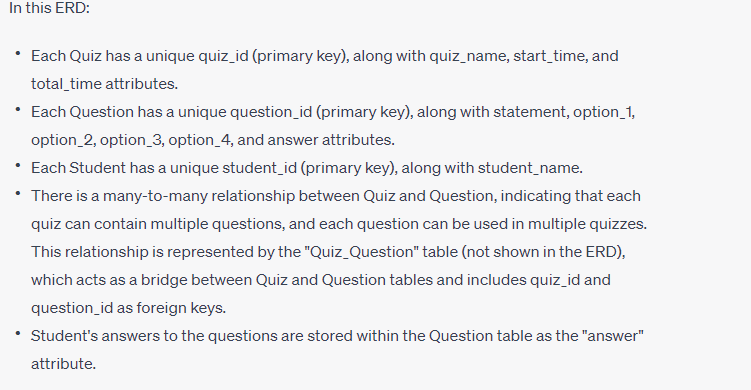 In this ERD:
• Each Quiz has a unique quiz_id (primary key), along with quiz_name, start_time, and
total_time attributes.
• Each Question has a unique question_id (primary key), along with statement, option_1,
option_2, option_3, option_4, and answer attributes.
• Each Student has a unique student_id (primary key), along with student_name.
• There is a many-to-many relationship between Quiz and Question, indicating that each
quiz can contain multiple questions, and each question can be used in multiple quizzes.
This relationship is represented by the "Quiz_Question" table (not shown in the ERD),
which acts as a bridge between Quiz and Question tables and includes quiz_id and
question_id as foreign keys.
• Student's answers to the questions are stored within the Question table as the "answer"
attribute.